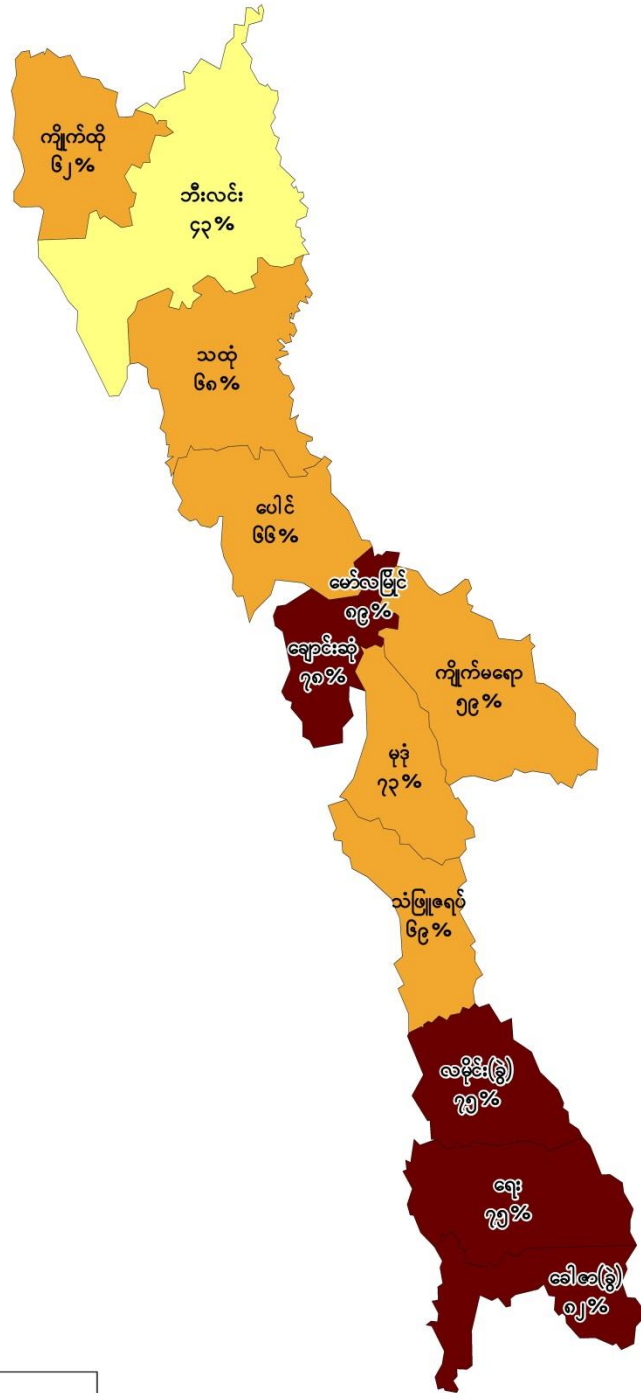 ကျိုက်ထို
၆၂%
ဘီးလင်း
၄၃%
သထုံ
၆၈%
ပေါင်
၆၆%
မော်လမြိုင်
၈၉%
ချောင်းဆုံ
၇၈%
ကျိုက်မရော
၅၉%
မုဒုံ
၇၃%
သံဖြူဇရပ်
၆၉%
လမိုင်း(ခွဲ)
၇၅%
ရေး
၇၅%
ခေါဇာ(ခွဲ)
၈၂%